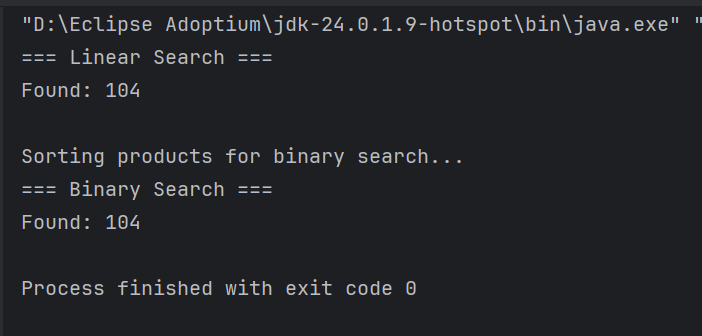 "D:\Eclipse Adoptium\jdk-24.0.1.9-hotspot\bin\java.exe" "
=== Linear Search ===
Found: 104
Sorting products for binary search...
=== Binary Search ===
Found: 104
Process finished with exit code 0